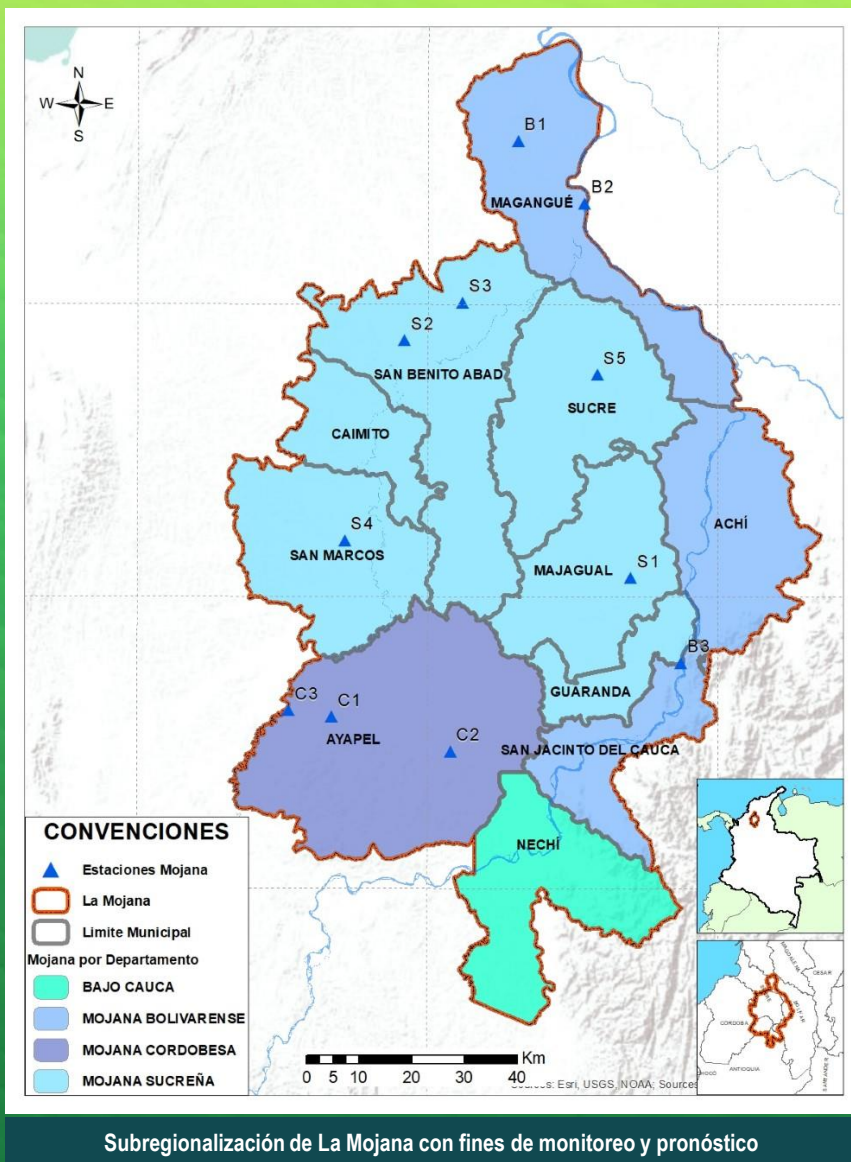 N
W E
S
B1
B2
MAGANGUÉ
S3
S2
SAN BENITO ABAD
S5
SUCRE
CAIMITO
ACHÍ
S4
SAN MARCOS
MAJAGUAL
S1
B3
GUARANDA
C3
C1
AYAPEL
C2
SAN JACINTO DEL CAUCA
NECHÍ
CONVENCIONES
Estaciones Mojana
La Mojana
Limite Municipal
Mojana por Departamento
BAJO CAUCA
MOJANA BOLIVARENSE
MOJANA CORDOBESA
MOJANA SUCREÑA
Km
0 5 10 20 30 40
Sources: Esri, USGS, NOAA; Sources
CESAR
BOLIVAR
CORDOBA
ANTIOQUIA
Subregionalización de La Mojana con fines de monitoreo y pronóstico